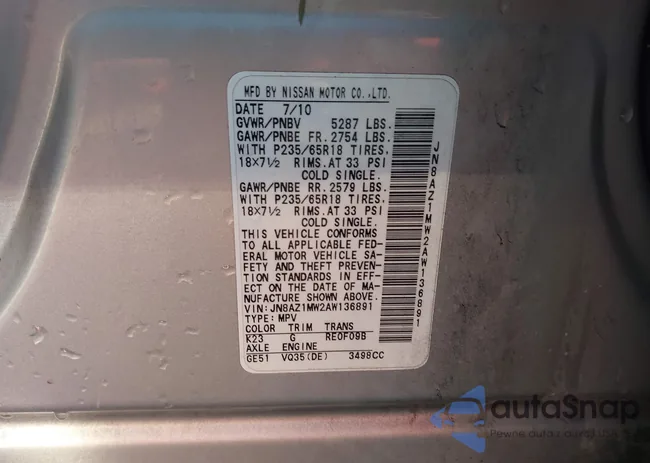 MFD BY NISSAN MOTOR CO.,LTD.
DATE 7/10
GVWR/PNBV 5287 LBS.
GAWR/PNBE FR. 2754 LBS.
WITH P235/65R18 TIRES,
18X7½ RIMS.AT 33 PSI
COLD SINGLE.
GAWR/PNBE RR. 2579 LBS.
WITH P235/65R18 TIRES,
18X7½ RIMS.AT 33 PSI
COLD SINGLE.
THIS VEHICLE CONFORMS
TO ALL APPLICABLE FED-
ERAL MOTOR VEHICLE SA-
FETY AND THEFT PREVEN-
TION STANDARDS IN EFF-
ECT ON THE DATE OF MA-
NUFACTURE SHOWN ABOVE.
VIN:JN8AZ1MW2AW136891
TYPE:MPV
COLOR TRIM TRANS
K23 G RE0F09B
AXLE ENGINE
GE51 VQ35(DE) 3498CC
JN8AZ1MW2AW136891
autaSnap
Pewne auta z aukcji